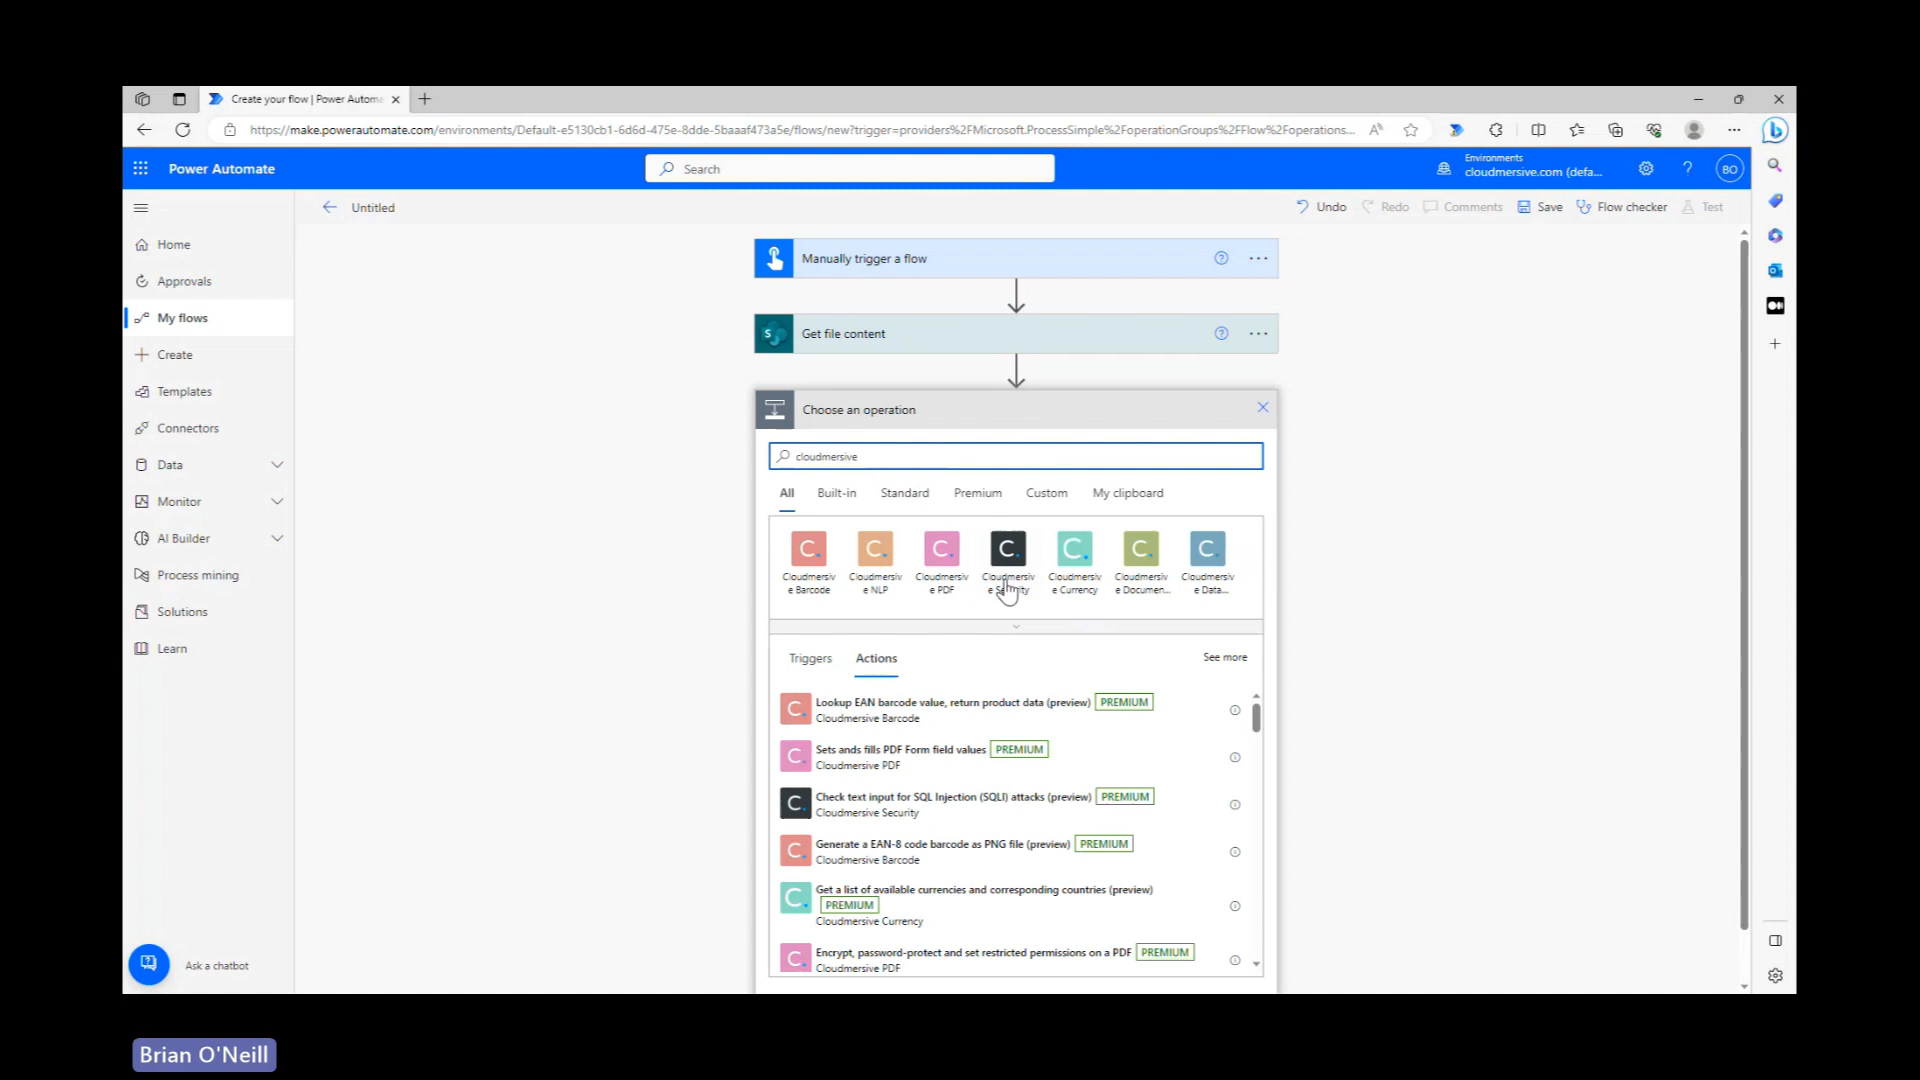 Create your flow | Power Automa
https://make.powerautomate.com/environments/Default-e5130cb1-6d6d-475e-8dde-5baaaf473a5e/flows/new?trigger=providers%2FMicrosoft.ProcessSimple%2FoperationGroups%2FFlow%2Foperations...
Power Automate
Search
Environments
cloudmersive.com (defa...
?
BO
Untitled
Undo
Redo
Comments
Save
Flow checker
Test
Home
Approvals
My flows
Create
Templates
Connectors
Data
Monitor
AI Builder
Process mining
Solutions
Learn
Ask a chatbot
Manually trigger a flow
Get file content
Choose an operation
cloudmersive
All
Built-in
Standard
Premium
Custom
My clipboard
Cloudmersiv
e Barcode
Cloudmersiv
e NLP
Cloudmersiv
e PDF
Cloudmersiv
e Security
Cloudmersiv
e Currency
Cloudmersiv
e Documen...
Cloudmersiv
e Data...
Triggers
Actions
See more
Lookup EAN barcode value, return product data (preview) PREMIUM
Cloudmersive Barcode
Sets ands fills PDF Form field values PREMIUM
Cloudmersive PDF
Check text input for SQL Injection (SQLI) attacks (preview) PREMIUM
Cloudmersive Security
Generate a EAN-8 code barcode as PNG file (preview) PREMIUM
Cloudmersive Barcode
Get a list of available currencies and corresponding countries (preview)
PREMIUM
Cloudmersive Currency
Encrypt, password-protect and set restricted permissions on a PDF PREMIUM
Cloudmersive PDF
Brian O'Neill